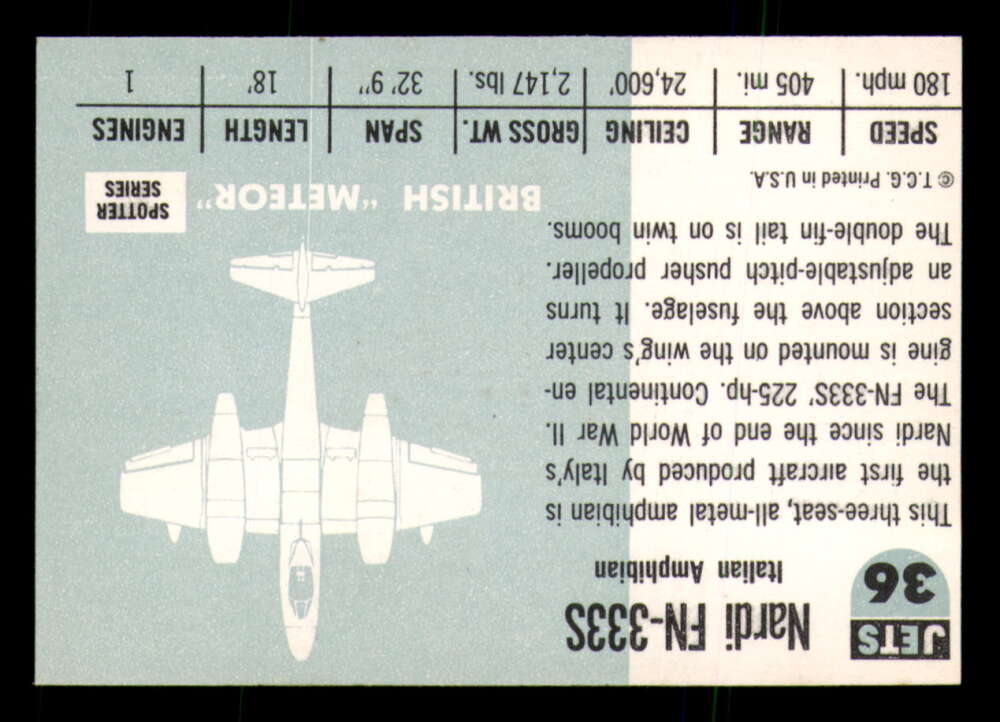 JETS
36
Nardi FN-333S
Italian Amphibian
This three-seat, all-metal amphibian is
the first aircraft produced by Italy's
Nardi since the end of World War II.
The FN-333S' 225-hp. Continental en-
gine is mounted on the wing's center
section above the fuselage. It turns
an adjustable-pitch pusher propeller.
The double-fin tail is on twin booms.
© T.C.G. Printed in U.S.A.
BRITISH "METEOR"
SPOTTER
SERIES
SPEED RANGE CEILING GROSS WT. SPAN LENGTH ENGINES
180 mph. 405 mi. 24,600' 2,147 lbs. 32' 9" 18' 1